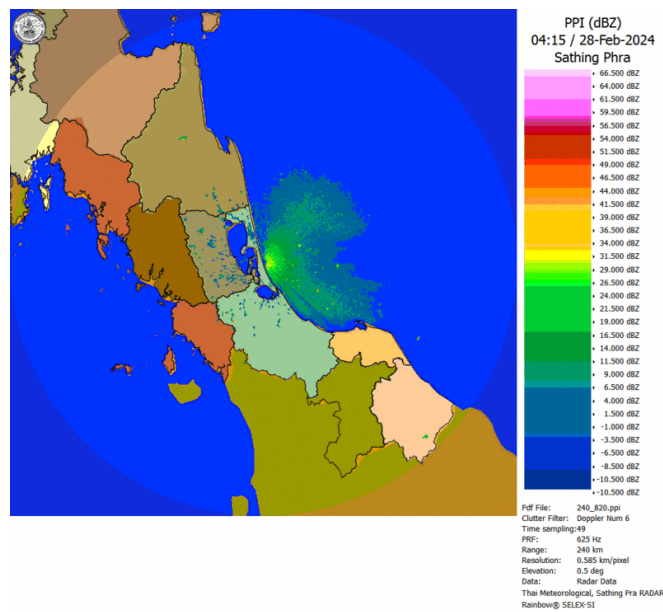 PPI (dBZ)
04:15 / 28-Feb-2024
Sathing Phra
66.500 dBZ
64.000 dBZ
61.500 dBZ
59.500 dBZ
56.500 dBZ
54.000 dBZ
51.500 dBZ
49.000 dBZ
46.500 dBZ
44.000 dBZ
41.500 dBZ
39.000 dBZ
36.500 dBZ
34.000 dBZ
31.500 dBZ
29.000 dBZ
26.500 dBZ
24.000 dBZ
21.500 dBZ
19.000 dBZ
16.500 dBZ
14.000 dBZ
11.500 dBZ
9.000 dBZ
6.500 dBZ
4.000 dBZ
1.500 dBZ
-1.000 dBZ
-3.500 dBZ
-6.500 dBZ
-8.500 dBZ
-10.500 dBZ
-10.500 dBZ
Pdf File: 240_820.ppi
Clutter Filter: Doppler Num 6
Time sampling:49
PRF: 625 Hz
Range: 240 km
Resolution: 0.585 km/pixel
Elevation: 0.5 deg
Data: Radar Data
Thai Meteorological, Sathing Pra RADAR
Rainbow® SELEX-SI